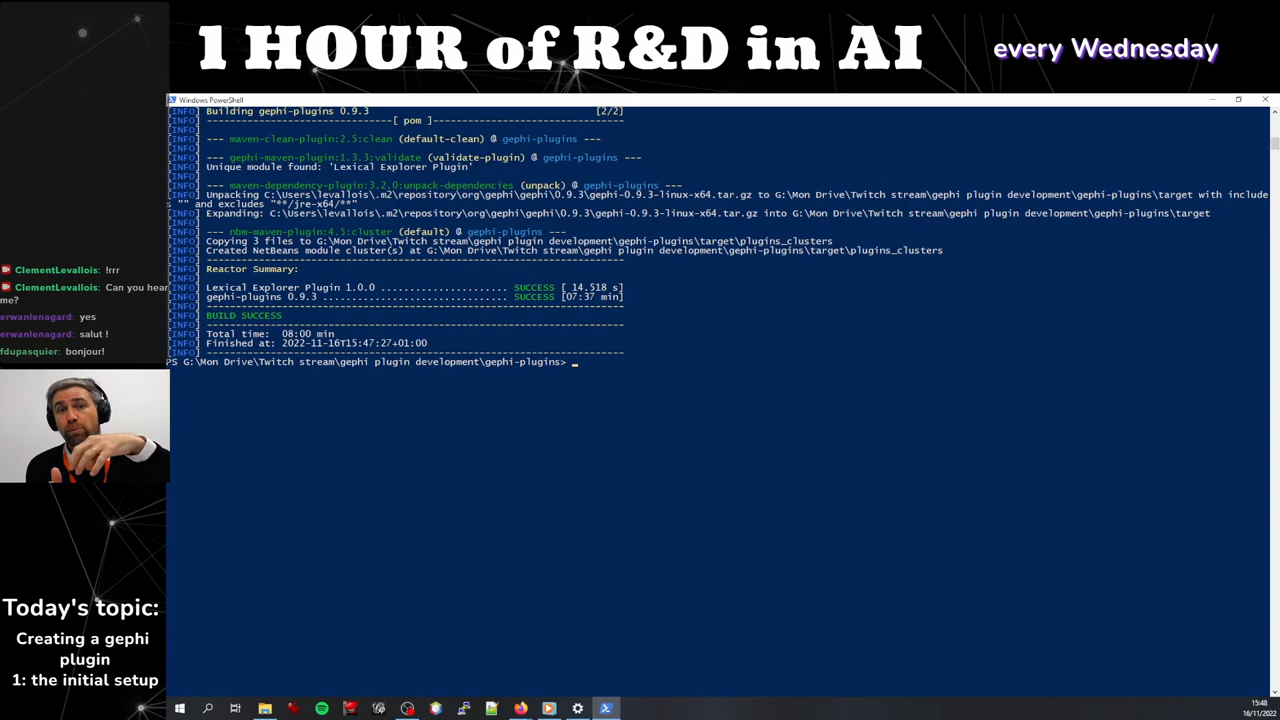 1 HOUR of R&D in AI
every Wednesday
Windows PowerShell
[INFO] Building gephi-plugins 0.9.3 [2/2]
[INFO] --------------------------------[ pom ]---------------------------------
[INFO]
[INFO] --- maven-clean-plugin:2.5:clean (default-clean) @ gephi-plugins ---
[INFO]
[INFO] --- gephi-maven-plugin:1.3.3:validate (validate-plugin) @ gephi-plugins ---
[INFO] Unique module found: 'Lexical Explorer Plugin'
[INFO]
[INFO] --- maven-dependency-plugin:3.2.0:unpack-dependencies (unpack) @ gephi-plugins ---
[INFO] Unpacking C:\Users\levallois\.m2\repository\org\gephi\gephi\0.9.3\gephi-0.9.3-linux-x64.tar.gz to G:\Mon Drive\Twitch stream\gephi plugin development\gephi-plugins\target with include
s "" and excludes "**/jre-x64/**"
[INFO] Expanding: C:\Users\levallois\.m2\repository\org\gephi\gephi\0.9.3\gephi-0.9.3-linux-x64.tar.gz into G:\Mon Drive\Twitch stream\gephi plugin development\gephi-plugins\target
[INFO]
[INFO] --- nbm-maven-plugin:4.5:cluster (default) @ gephi-plugins ---
[INFO] Copying 3 files to G:\Mon Drive\Twitch stream\gephi plugin development\gephi-plugins\target\plugins_clusters
[INFO] Created NetBeans module cluster(s) at G:\Mon Drive\Twitch stream\gephi plugin development\gephi-plugins\target\plugins_clusters
[INFO] ------------------------------------------------------------------------
[INFO] Reactor Summary:
[INFO]
[INFO] Lexical Explorer Plugin 1.0.0 ...................... SUCCESS [ 14.518 s]
[INFO] gephi-plugins 0.9.3 ................................ SUCCESS [07:37 min]
[INFO] ------------------------------------------------------------------------
[INFO] BUILD SUCCESS
[INFO] ------------------------------------------------------------------------
[INFO] Total time: 08:00 min
[INFO] Finished at: 2022-11-16T15:47:27+01:00
[INFO] ------------------------------------------------------------------------
PS G:\Mon Drive\Twitch stream\gephi plugin development\gephi-plugins> _
ClementLevallois: !rrr
ClementLevallois: Can you hear
me?
erwanlenagard: yes
erwanlenagard: salut !
fdupasquier: bonjour!
Today's topic:
Creating a gephi
plugin
1: the initial setup
15:48
16/11/2022